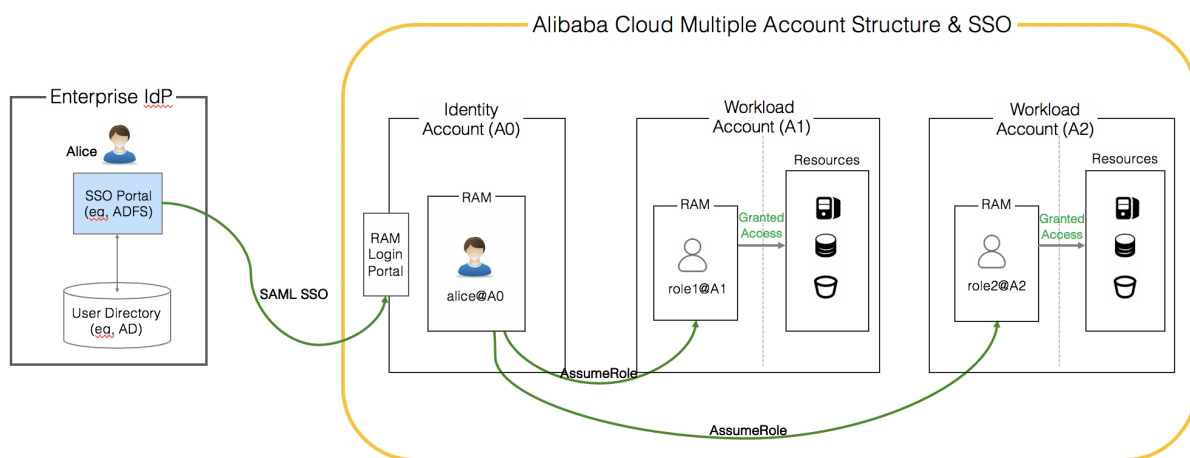 Alibaba Cloud Multiple Account Structure & SSO
Enterprise IdP
Alice
SSO Portal
(eg, ADFS)
User Directory
(eg, AD)
SAML SSO
RAM
Login
Portal
Identity
Account (A0)
RAM
alice@A0
AssumeRole
AssumeRole
Workload
Account (A1)
RAM
role1@A1
Granted
Access
Resources
Workload
Account (A2)
RAM
role2@A2
Granted
Access
Resources